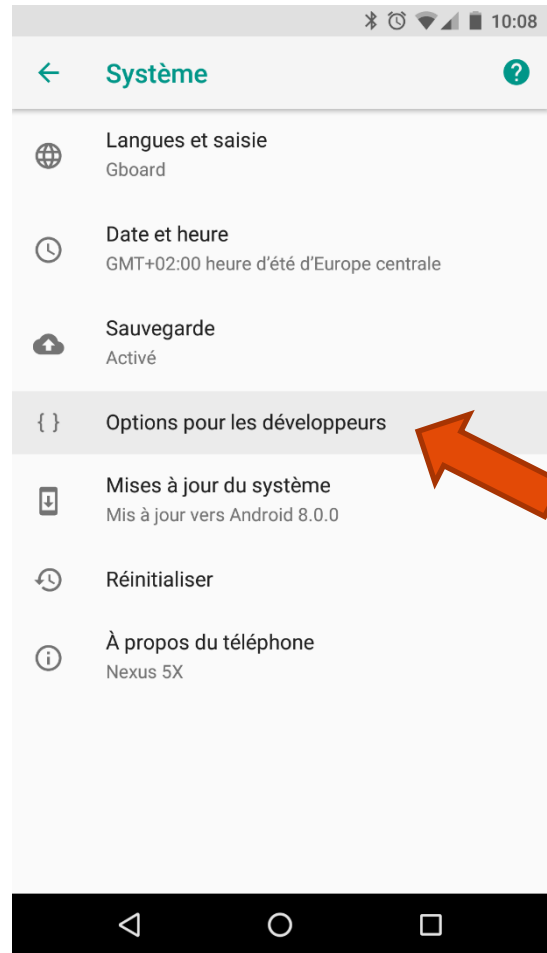 10:08
Système
?
Langues et saisie
Gboard
Date et heure
GMT+02:00 heure d’été d’Europe centrale
Sauvegarde
Activé
{ } Options pour les développeurs
Mises à jour du système
Mis à jour vers Android 8.0.0
Réinitialiser
À propos du téléphone
Nexus 5X